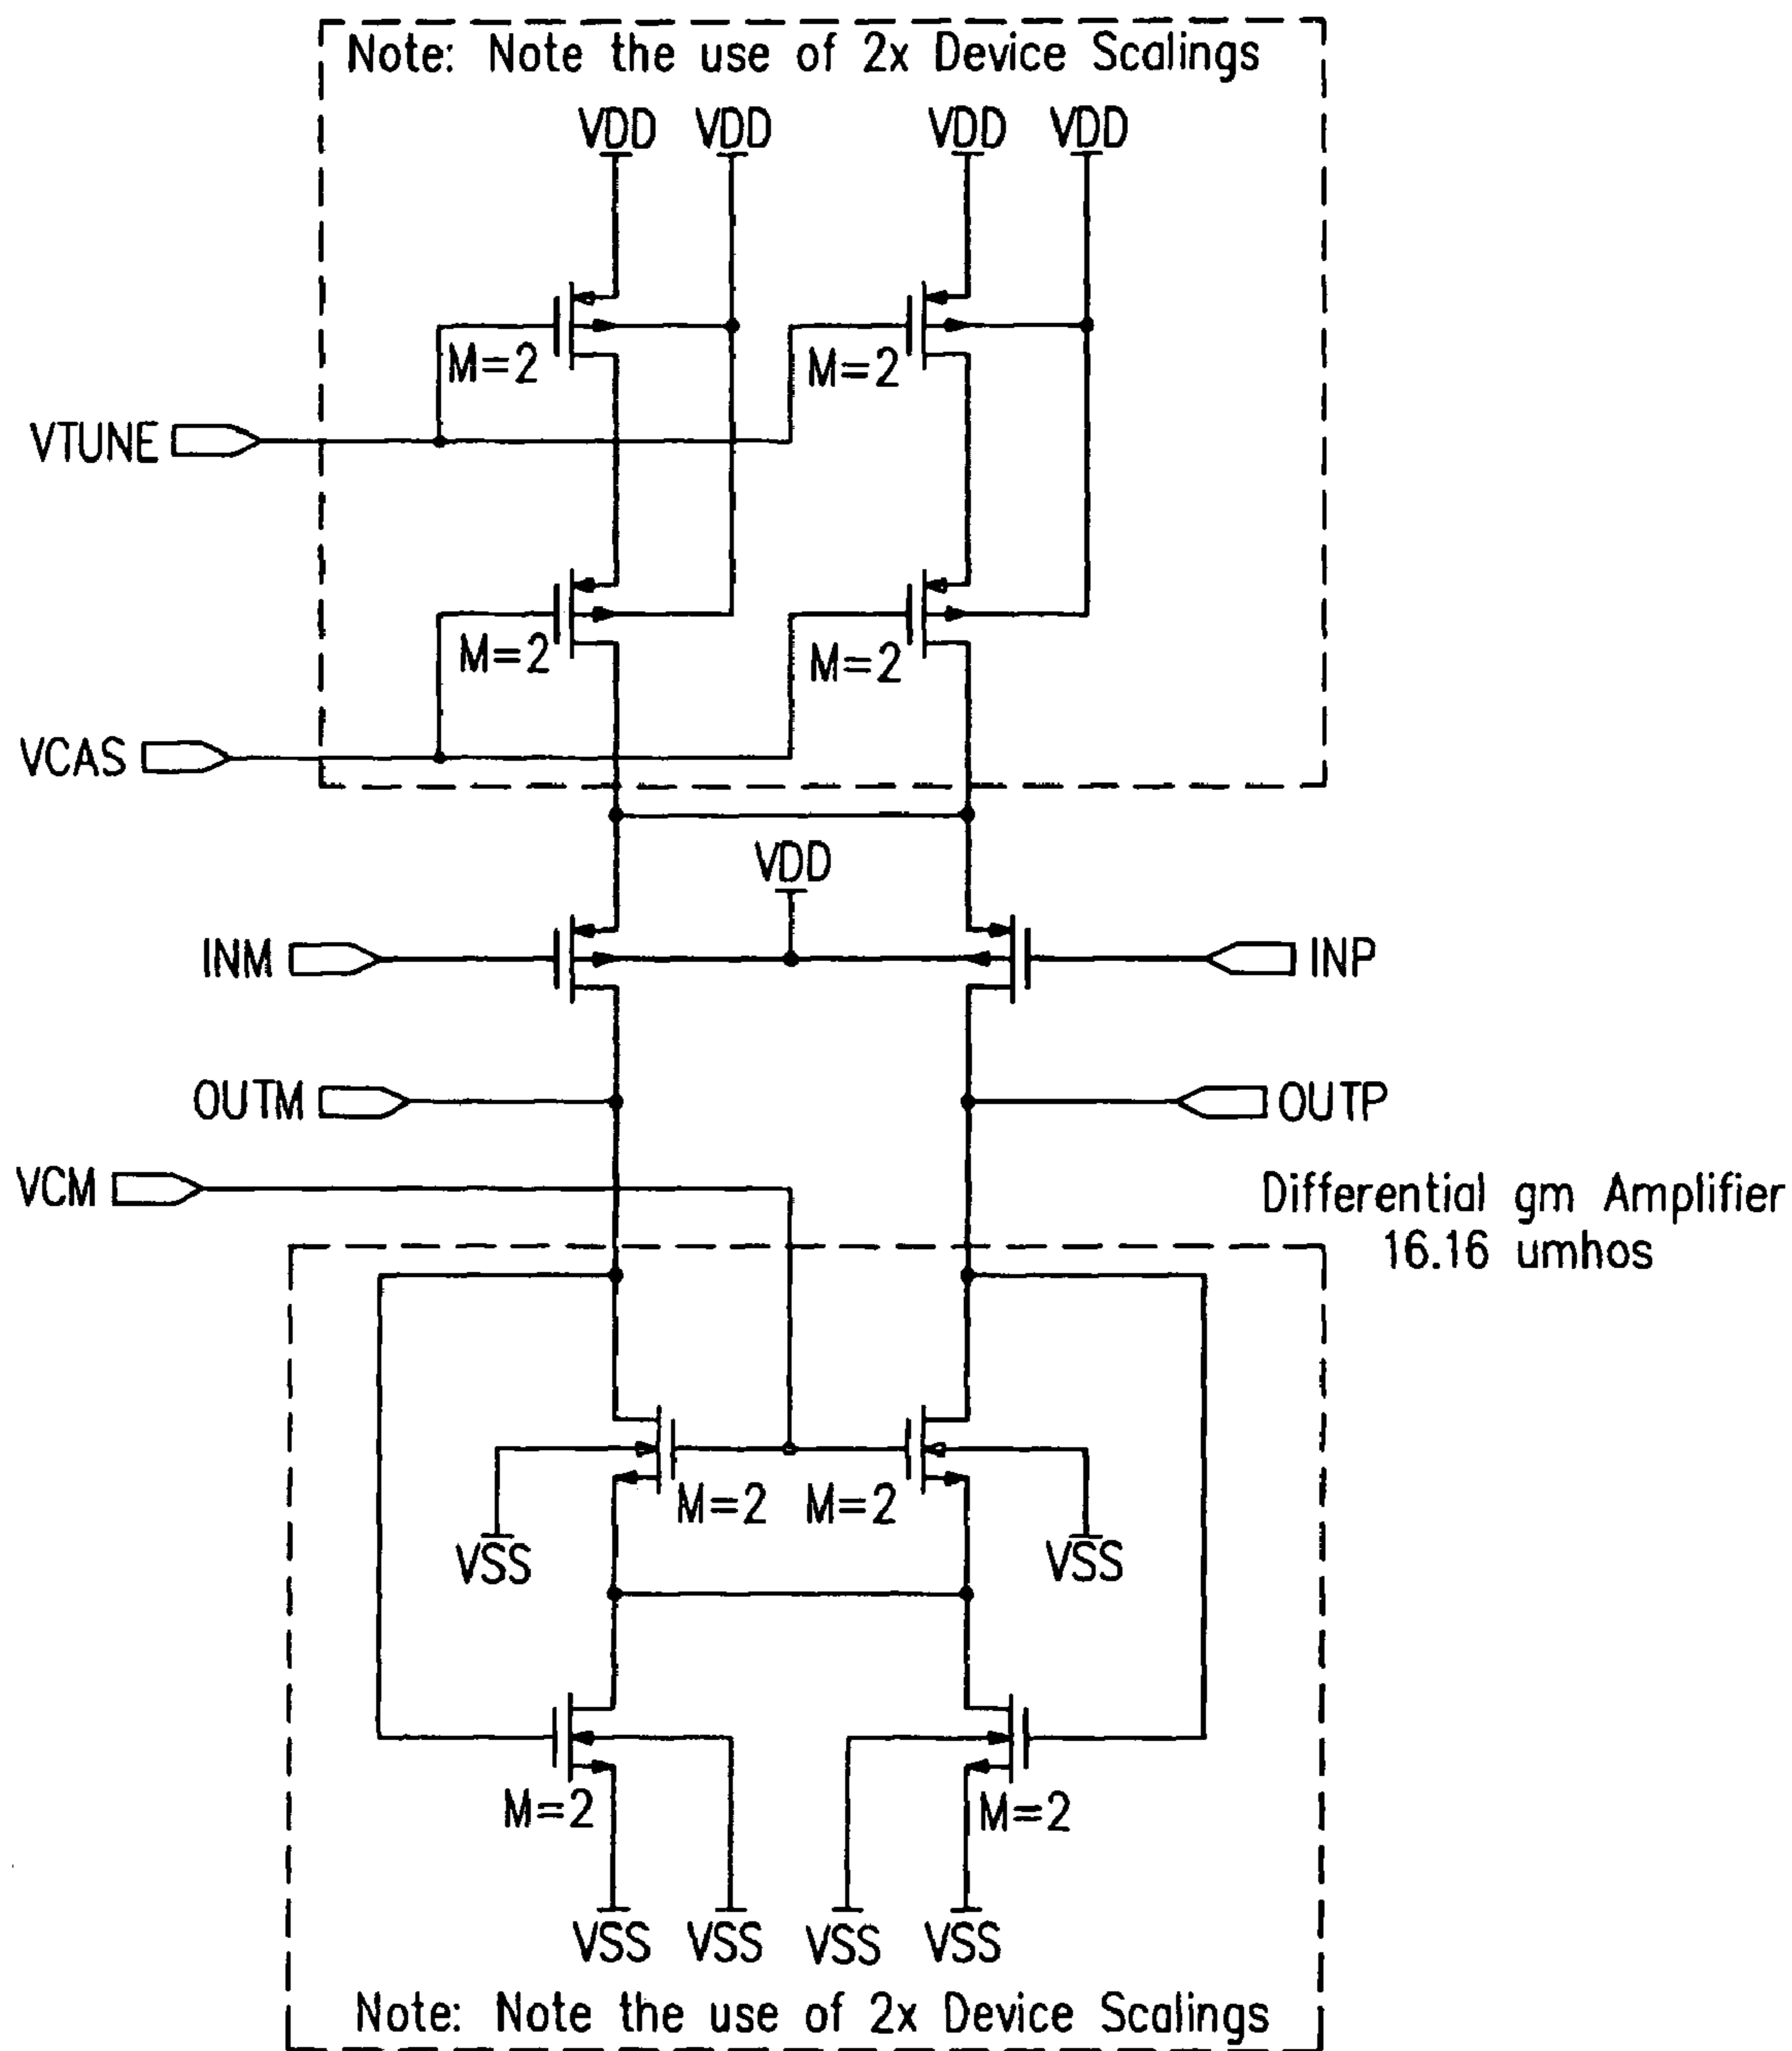 Note: Note the use of 2x Device Scalings
VDD VDD VDD VDD
M=2 M=2
VTUNE
M=2 M=2
VCAS
VDD
INM INP
OUTM OUTP
VCM
Differential gm Amplifier
16.16 umhos
M=2 M=2
VSS VSS
M=2 M=2
VSS VSS VSS VSS
Note: Note the use of 2x Device Scalings